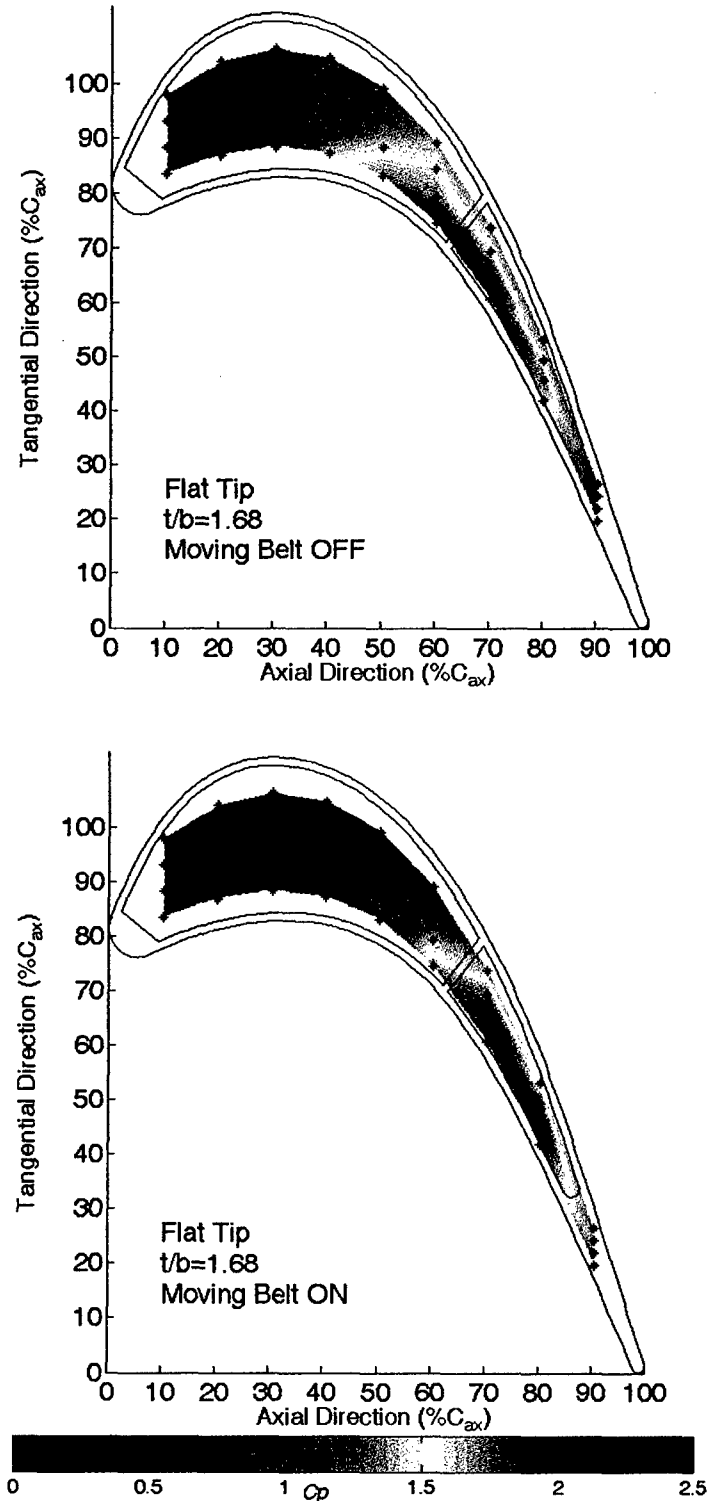 100
90
80
70
60
50
40
30
20
10
0
Tangential Direction (%C_ax)
Flat Tip
t/b=1.68
Moving Belt OFF
0 10 20 30 40 50 60 70 80 90 100
Axial Direction (%C_ax)
100
90
80
70
60
50
40
30
20
10
0
Tangential Direction (%C_ax)
Flat Tip
t/b=1.68
Moving Belt ON
0 10 20 30 40 50 60 70 80 90 100
Axial Direction (%C_ax)
0 0.5 1 Cp 1.5 2 2.5